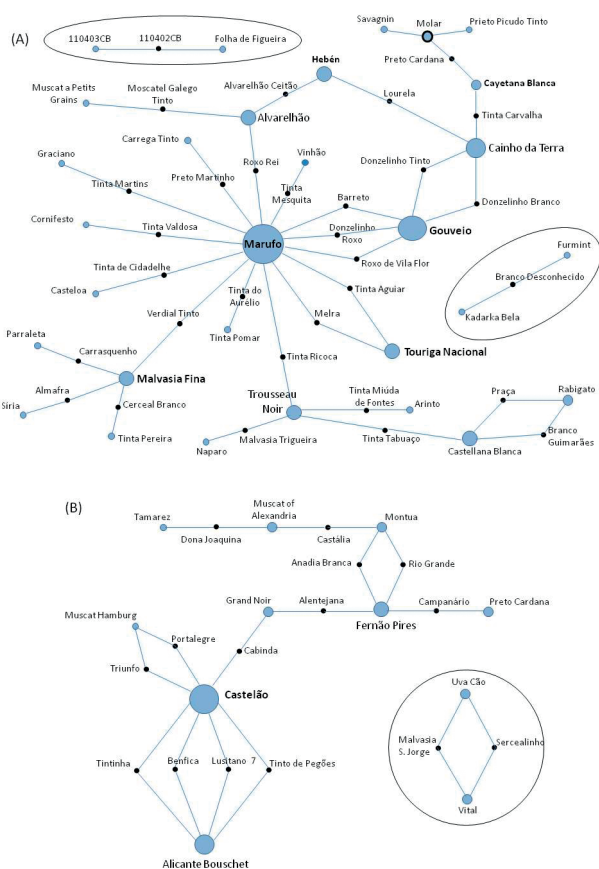 (A)
110403CB
110402CB
Folha de Figueira
Savagnin
Molar
Prieto Picudo Tinto
Preto Cardana
Hebén
Cayetana Blanca
Muscat a Petits
Grains
Moscatel Galego
Tinto
Alvarelhão Ceitão
Lourela
Tinta Carvalha
Alvarelhão
Carrega Tinto
Cainho da Terra
Graciano
Vinhão
Roxo Rei
Donzelinho Tinto
Preto Martinho
Tinta Martins
Tinta
Mesquita
Barreto
Donzelinho Branco
Cornifesto
Tinta Valdosa
Donzelinho
Roxo
Gouveio
Marufo
Furmint
Tinta de Cidadelhe
Roxo de Vila Flor
Branco Desconhecido
Casteloa
Tinta do
Aurélio
Tinta Aguiar
Kadarka Bela
Verdial Tinto
Melra
Parraleta
Tinta Pomar
Carrasquenho
Tinta Ricoca
Touriga Nacional
Malvasia Fina
Almafra
Trousseau
Noir
Tinta Miúda
de Fontes
Arinto
Praça
Rabigato
Siria
Cerceal Branco
Tinta Pereira
Naparo
Malvasia Trigueira
Tinta Tabuaço
Castellana Blanca
Branco
Guimarães
(B)
Tamarez
Muscat of
Alexandria
Montua
Dona Joaquina
Castália
Anadia Branca
Rio Grande
Grand Noir
Alentejana
Campanário
Preto Cardana
Fernão Pires
Muscat Hamburg
Portalegre
Cabinda
Triunfo
Castelão
Uva Cão
Malvasia
S. Jorge
Sercealinho
Tintinha
Benfica
Lusitano 7
Tinto de Pegões
Vital
Alicante Bouschet